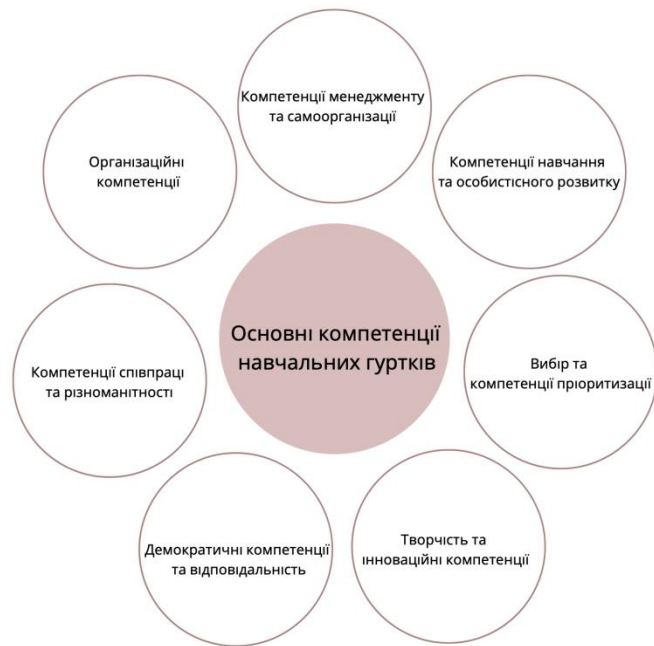 Компетенції менеджменту
та самоорганізації
Організаційні
компетенції
Компетенції навчання
та особистісного розвитку
Основні компетенції
навчальних гуртків
Компетенції співпраці
та різноманітності
Вибір та
компетенції пріоритизації
Демократичні компетенції
та відповідальність
Творчість та
інноваційні компетенції